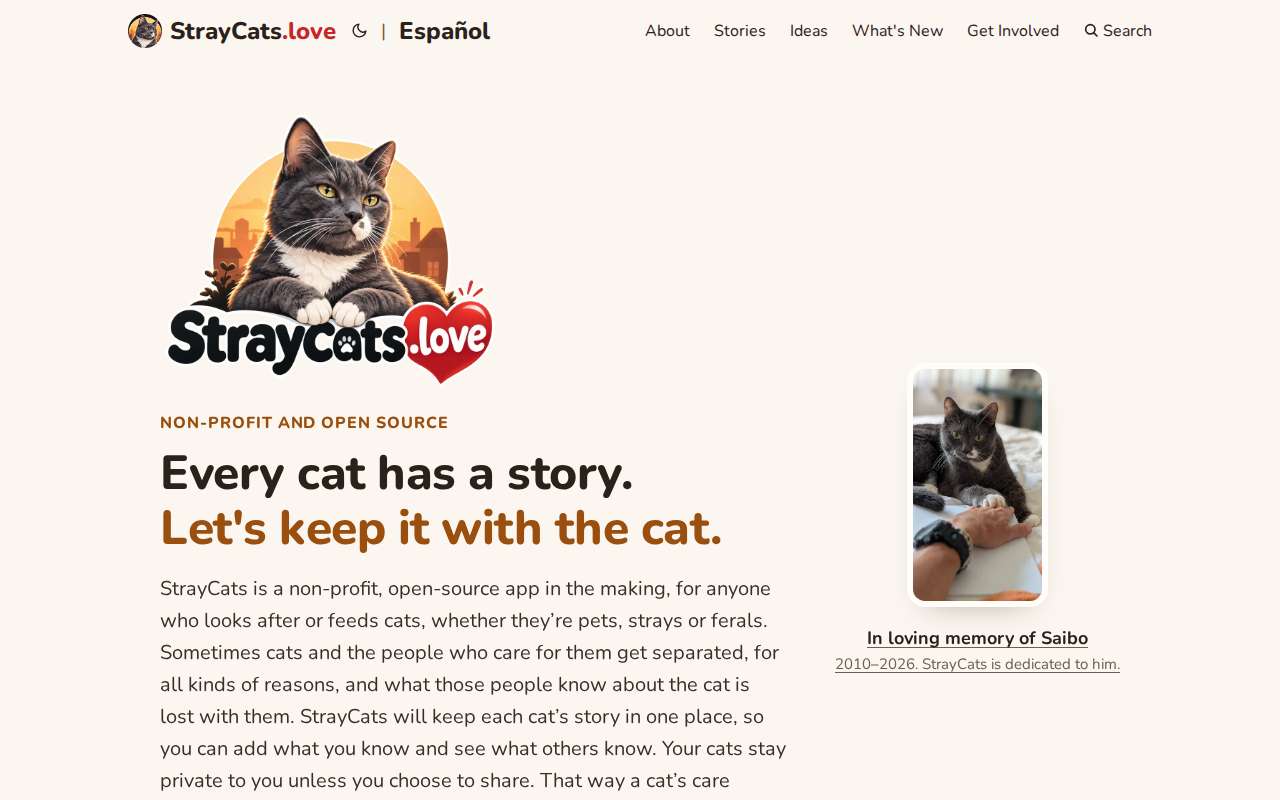 StrayCats.love | Español About Stories Ideas What's New Get Involved Search
StrayCats.love
NON-PROFIT AND OPEN SOURCE
Every cat has a story.
Let's keep it with the cat.
StrayCats is a non-profit, open-source app in the making, for anyone
who looks after or feeds cats, whether they’re pets, strays or ferals.
Sometimes cats and the people who care for them get separated, for
all kinds of reasons, and what those people know about the cat is
lost with them. StrayCats will keep each cat’s story in one place, so
you can add what you know and see what others know. Your cats stay
private to you unless you choose to share. That way a cat’s care
In loving memory of Saibo
2010–2026. StrayCats is dedicated to him.